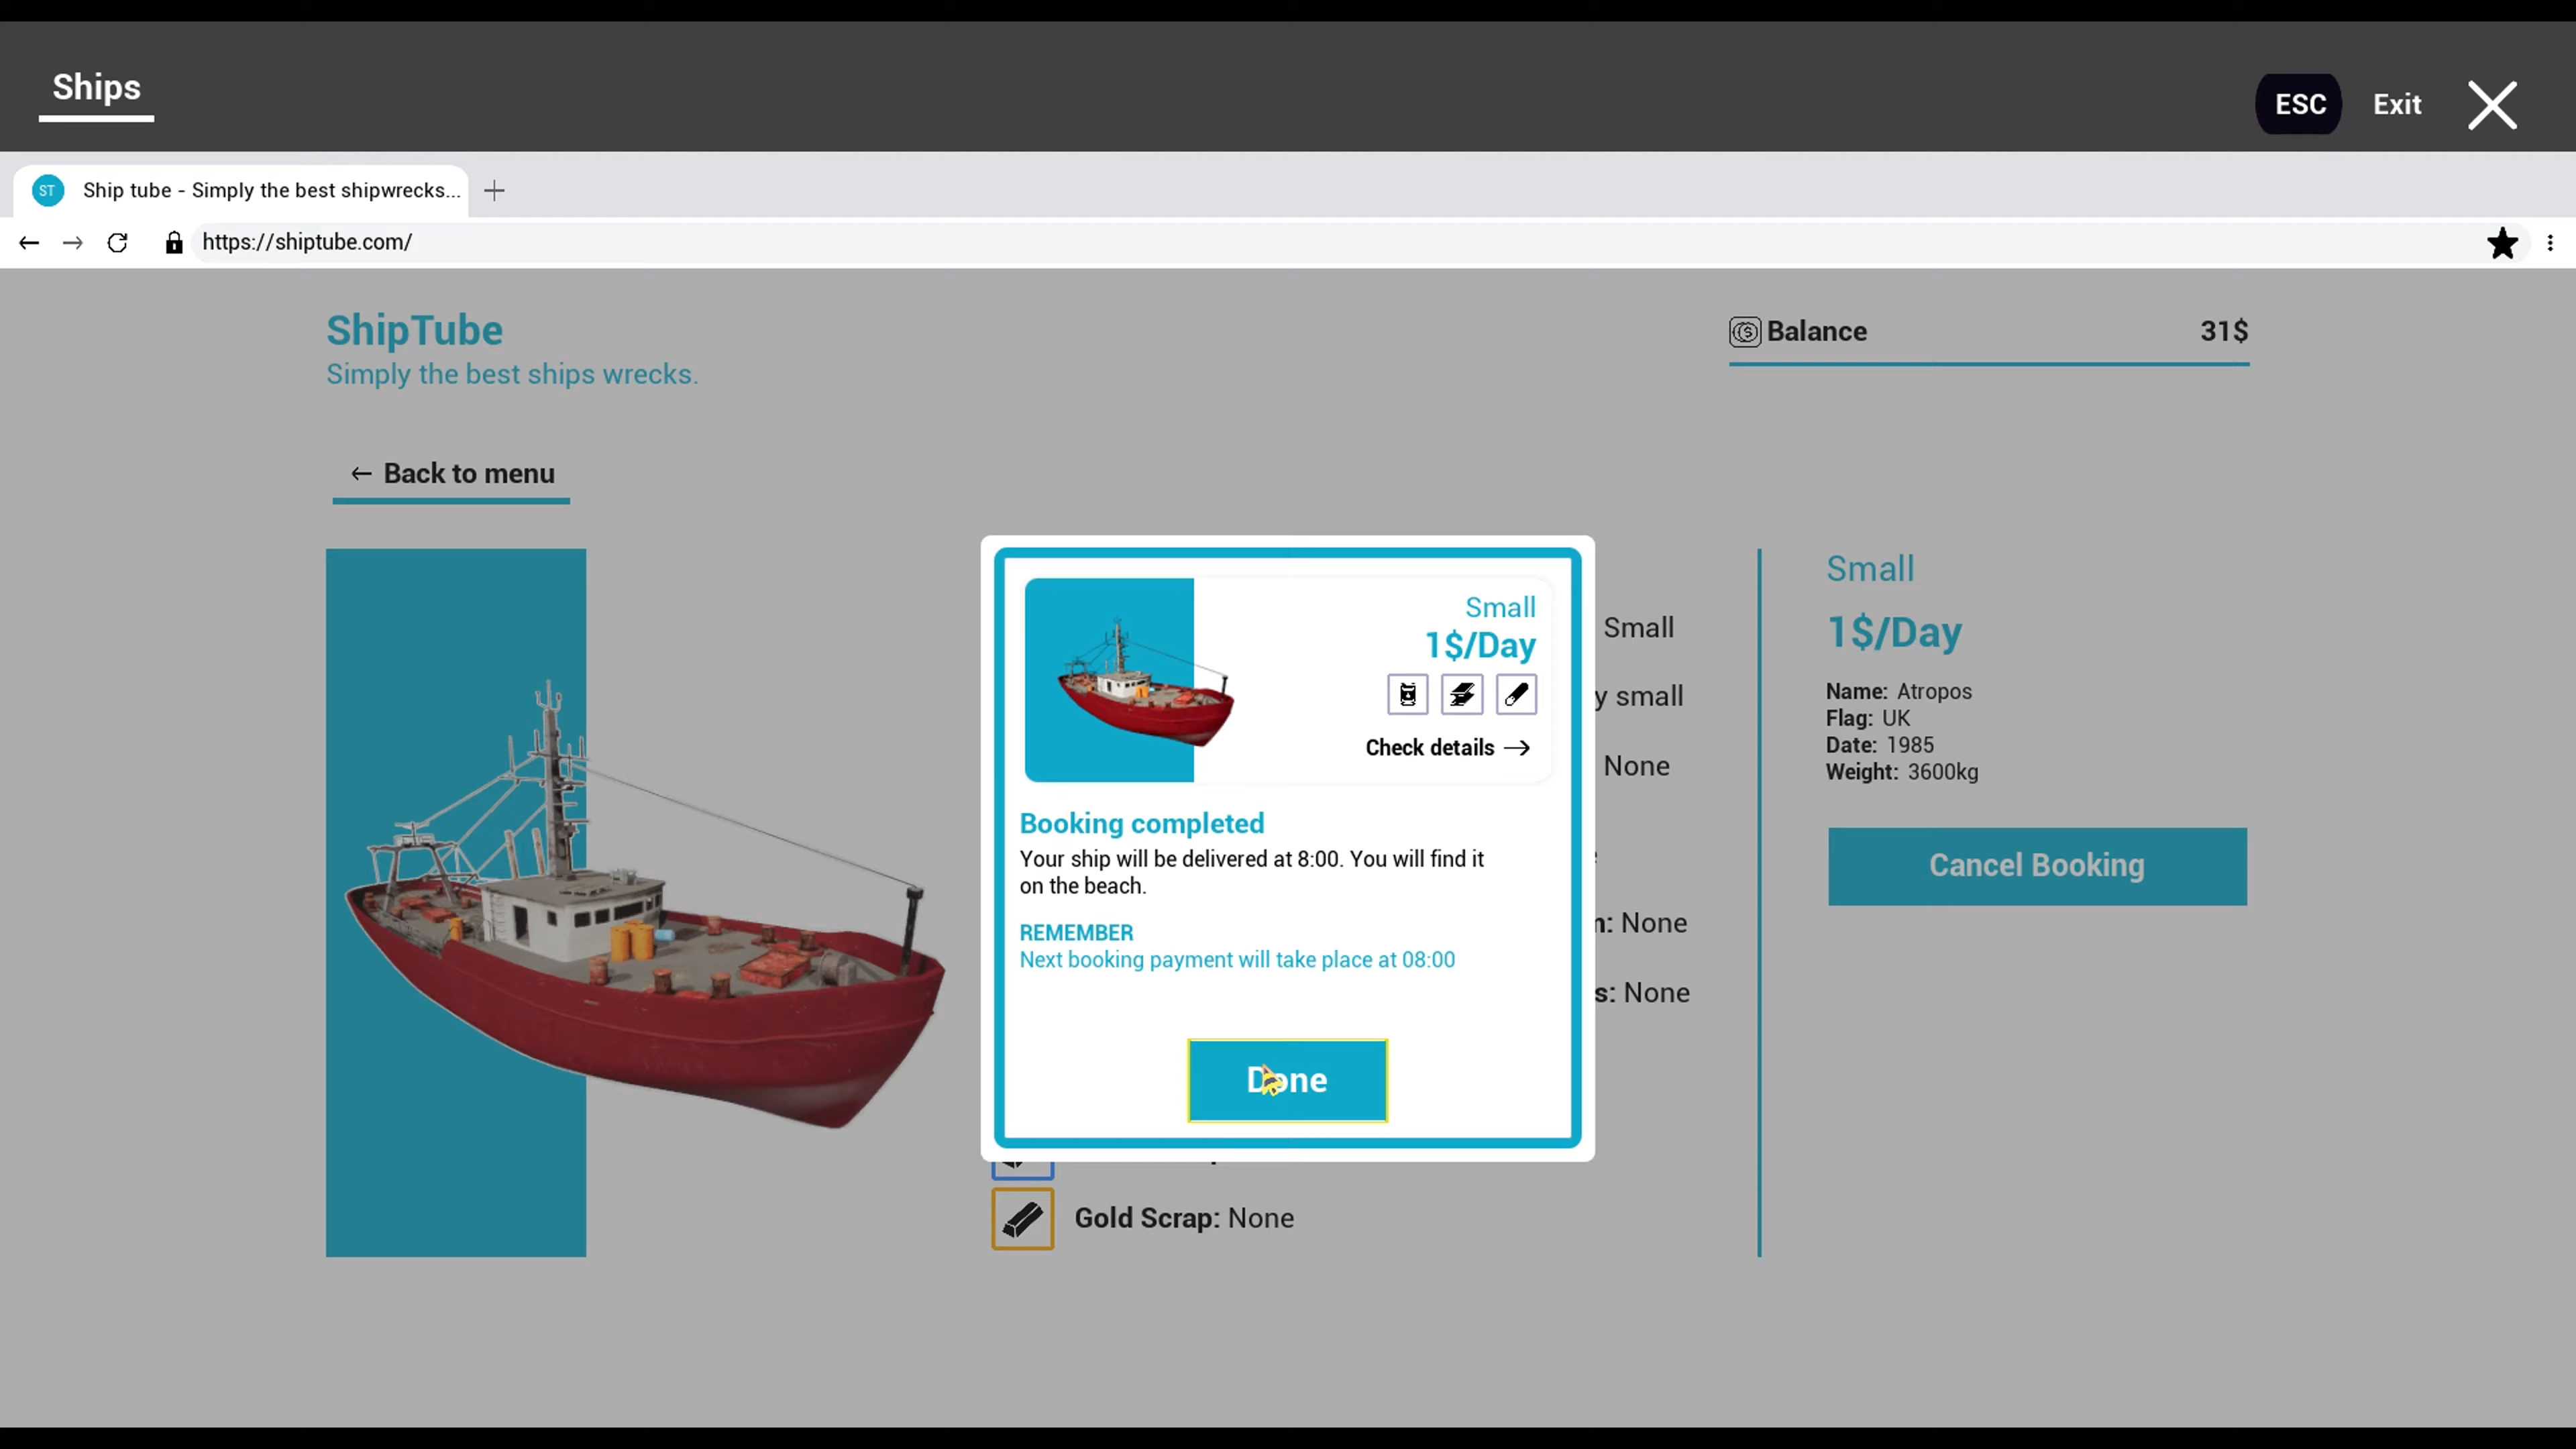 Ships
ESC Exit
ST Ship tube - Simply the best shipwrecks...
https://shiptube.com/
ShipTube
Simply the best ships wrecks.
Balance 31$
← Back to menu
Small
1$/Day
Check details →
Booking completed
Your ship will be delivered at 8:00. You will find it
on the beach.
REMEMBER
Next booking payment will take place at 08:00
Done
Small
small
None
None
None
Gold Scrap: None
Small
1$/Day
Name: Atropos
Flag: UK
Date: 1985
Weight: 3600kg
Cancel Booking